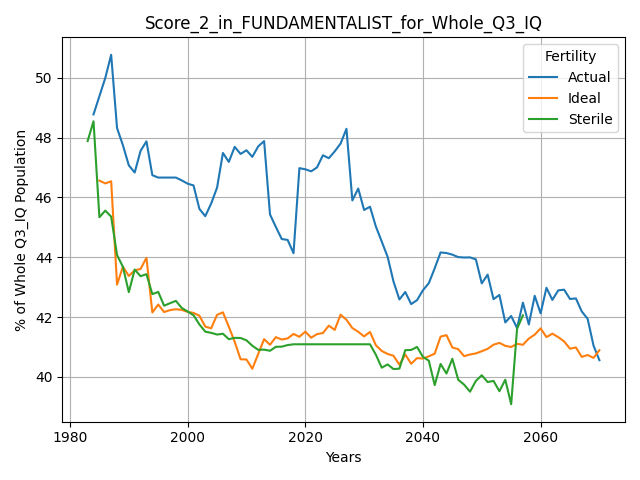 Score_2_in_FUNDAMENTALIST_for_Whole_Q3_IQ
Fertility
Actual
Ideal
Sterile
% of Whole Q3_IQ Population
50
48
46
44
42
40
1980
2000
2020
2040
2060
Years